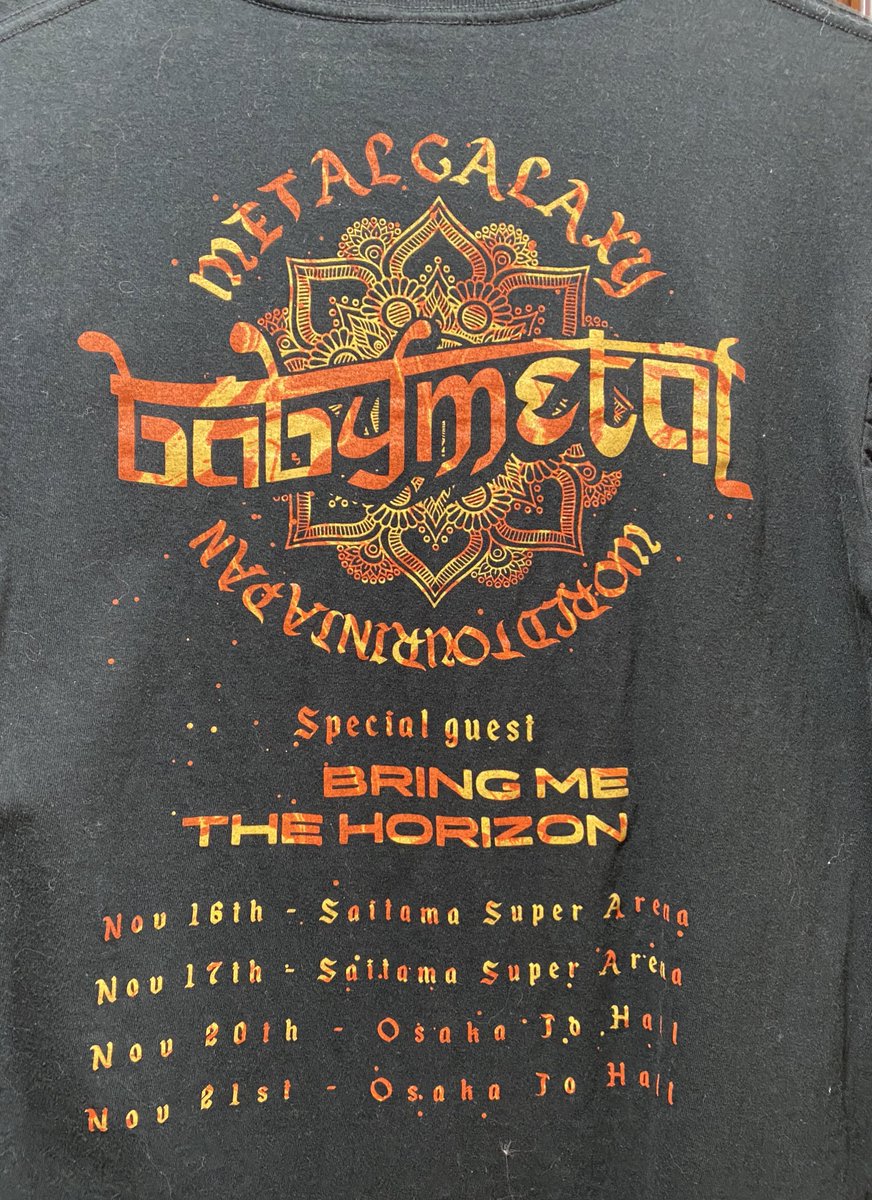 METAL GALAXY
babymetal
WORLD TOUR IN JAPAN
Special guest
BRING ME
THE HORIZON
Nov 16th - Saitama Super Arena
Nov 17th - Saitama Super Arena
Nov 20th - Osaka Jo Hall
Nov 21st - Osaka Jo Hall